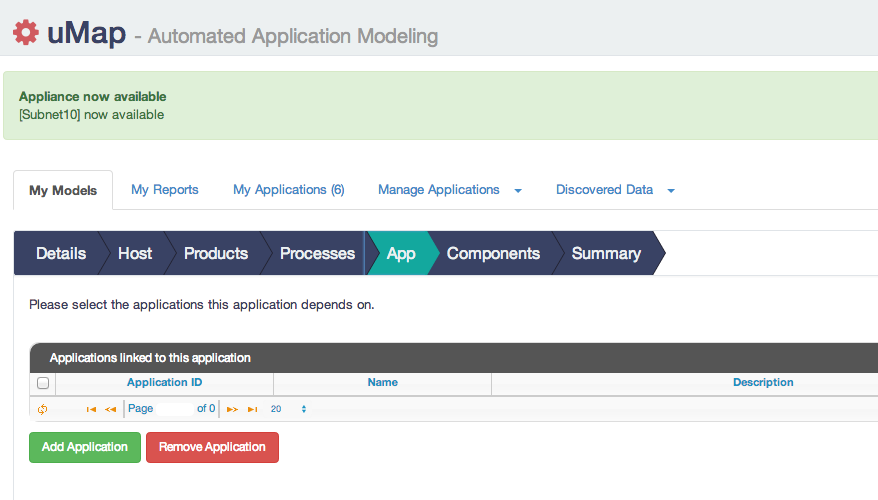 uMap - Automated Application Modeling
Appliance now available
[Subnet10] now available
My Models My Reports My Applications (6) Manage Applications Discovered Data
Details Host Products Processes App Components Summary
Please select the applications this application depends on.
Applications linked to this application
Application ID Name Description
Page of 0 20
Add Application Remove Application